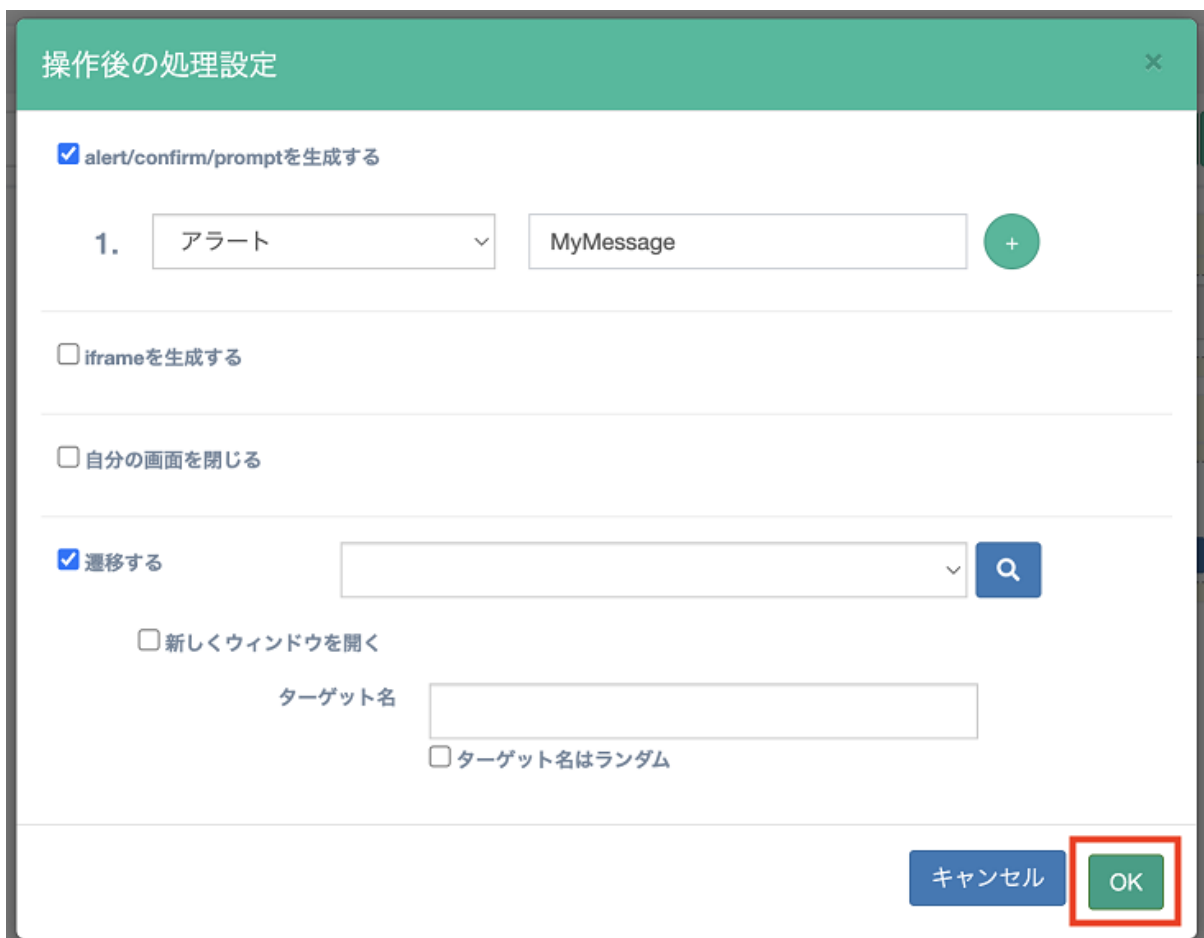 操作後の処理設定 ×
alert/confirm/promptを生成する
1. アラート MyMessage +
iframeを生成する
自分の画面を閉じる
遷移する
新しくウィンドウを開く
ターゲット名
ターゲット名はランダム
キャンセル OK